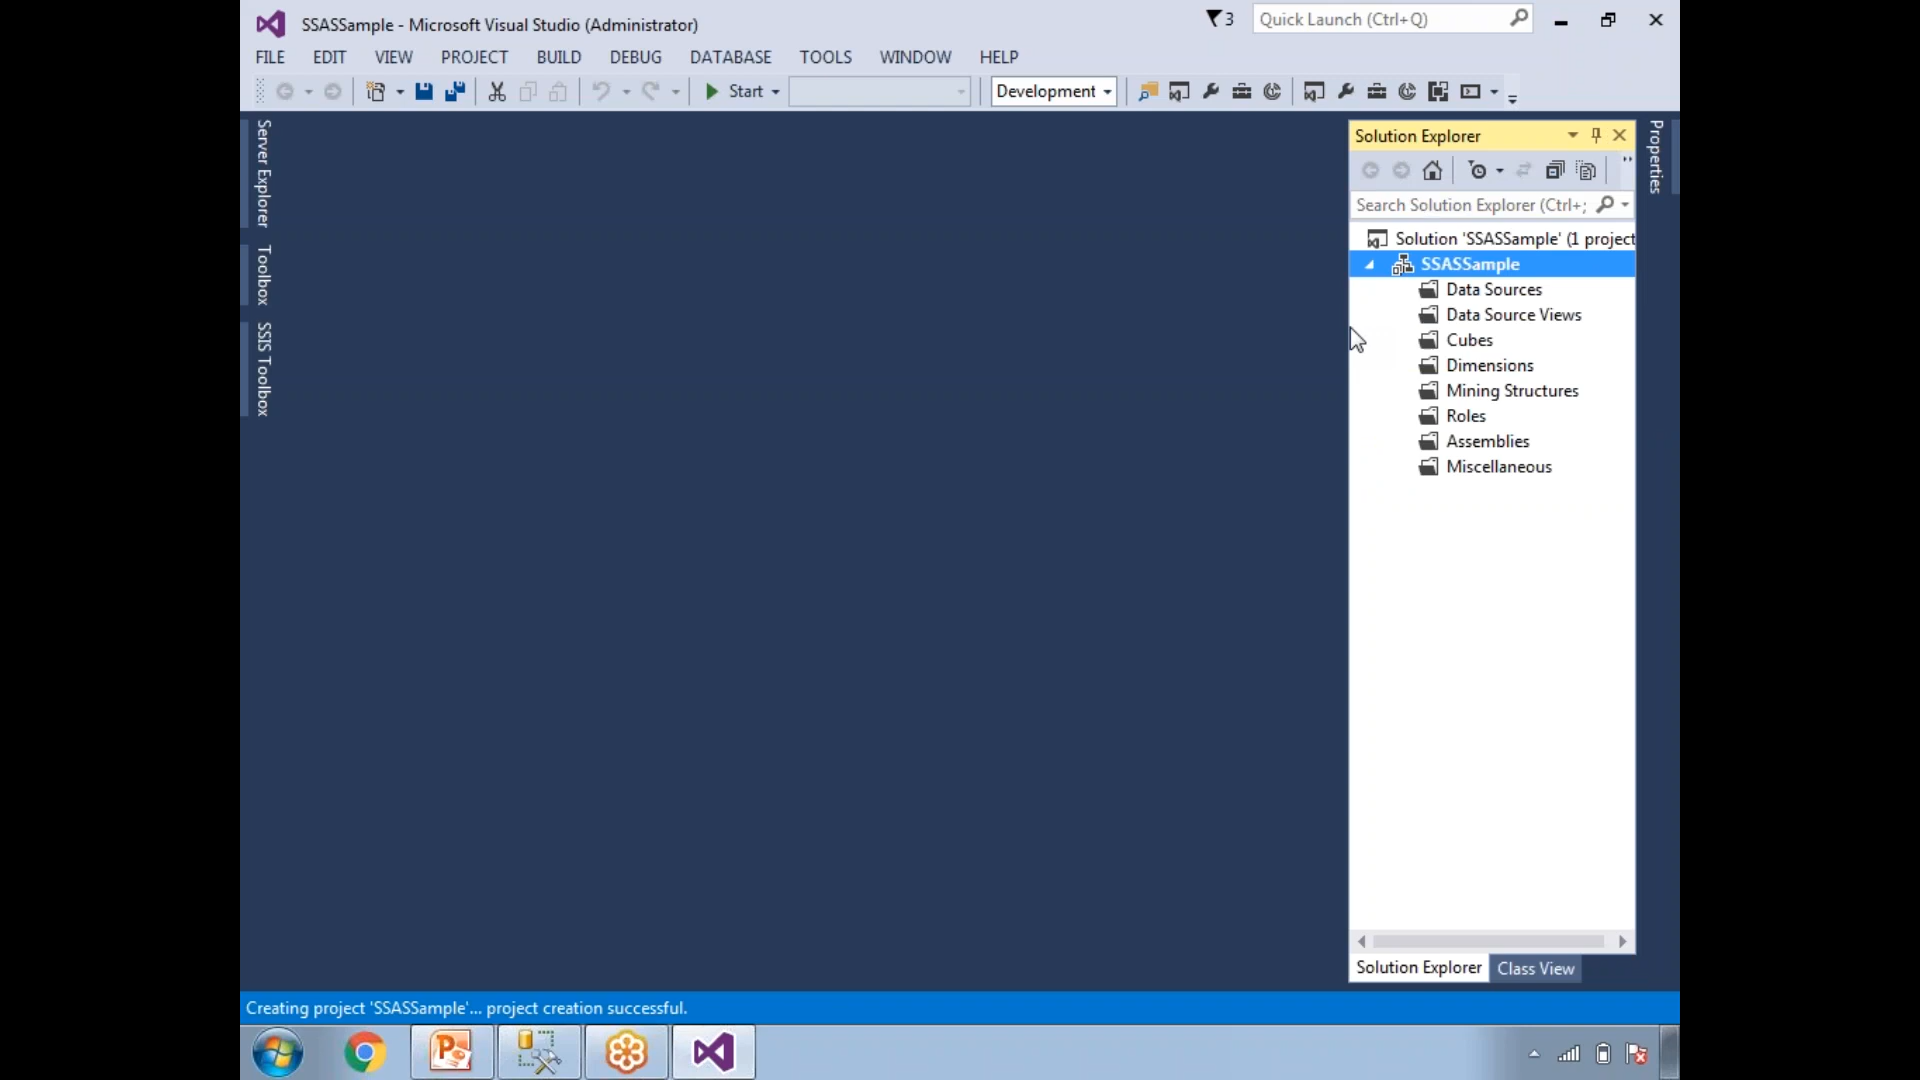 SSASSample - Microsoft Visual Studio (Administrator)
3
Quick Launch (Ctrl+Q)
FILE EDIT VIEW PROJECT BUILD DEBUG DATABASE TOOLS WINDOW HELP
Start
Development
Server Explorer
Toolbox
SSIS Toolbox
Solution Explorer
Search Solution Explorer (Ctrl+;
Solution 'SSASSample' (1 project
SSASSample
Data Sources
Data Source Views
Cubes
Dimensions
Mining Structures
Roles
Assemblies
Miscellaneous
Solution Explorer Class View
Properties
Creating project 'SSASSample'... project creation successful.